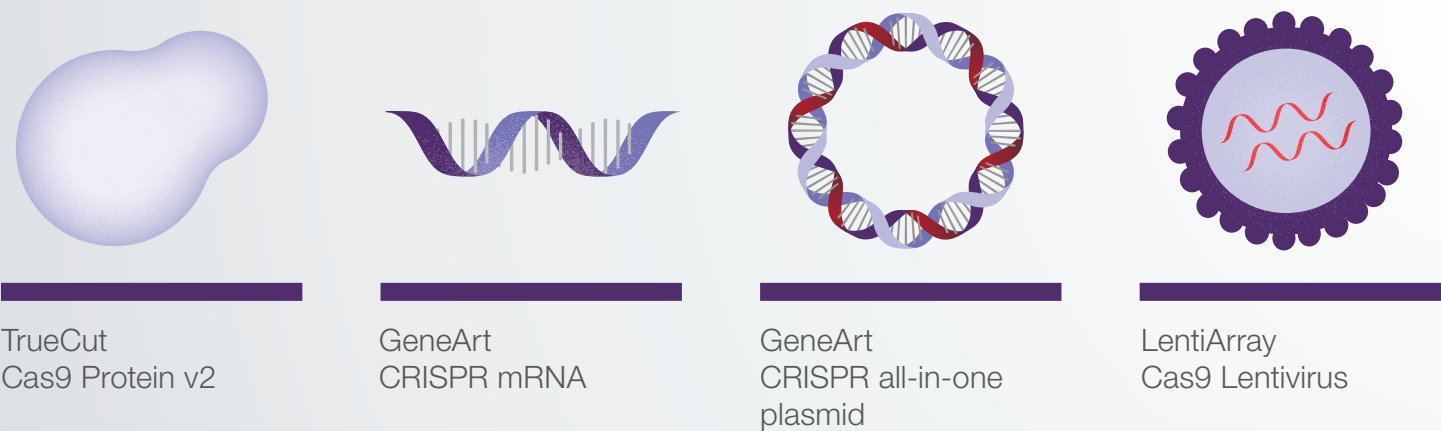 TrueCut
Cas9 Protein v2
GeneArt
CRISPR mRNA
GeneArt
CRISPR all-in-one
plasmid
LentiArray
Cas9 Lentivirus